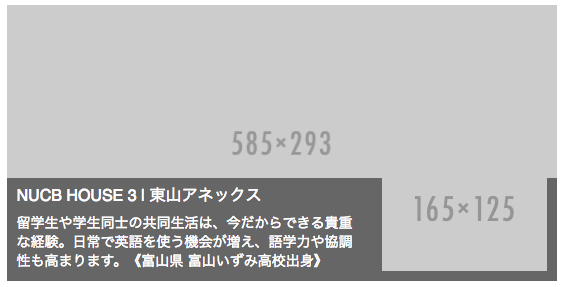 585×293
NUCB HOUSE 3 | 東山アネックス
165×125
留学生や学生同士の共同生活は、今だからできる貴重
な経験。日常で英語を使う機会が増え、語学力や協調
性も高まります。《富山県 富山いずみ高校出身》